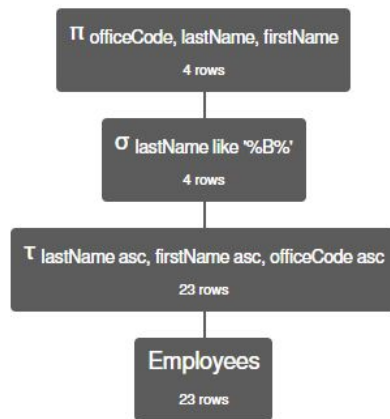 π officeCode, lastName, firstName
4 rows
σ lastName like '%B%'
4 rows
τ lastName asc, firstName asc, officeCode asc
23 rows
Employees
23 rows